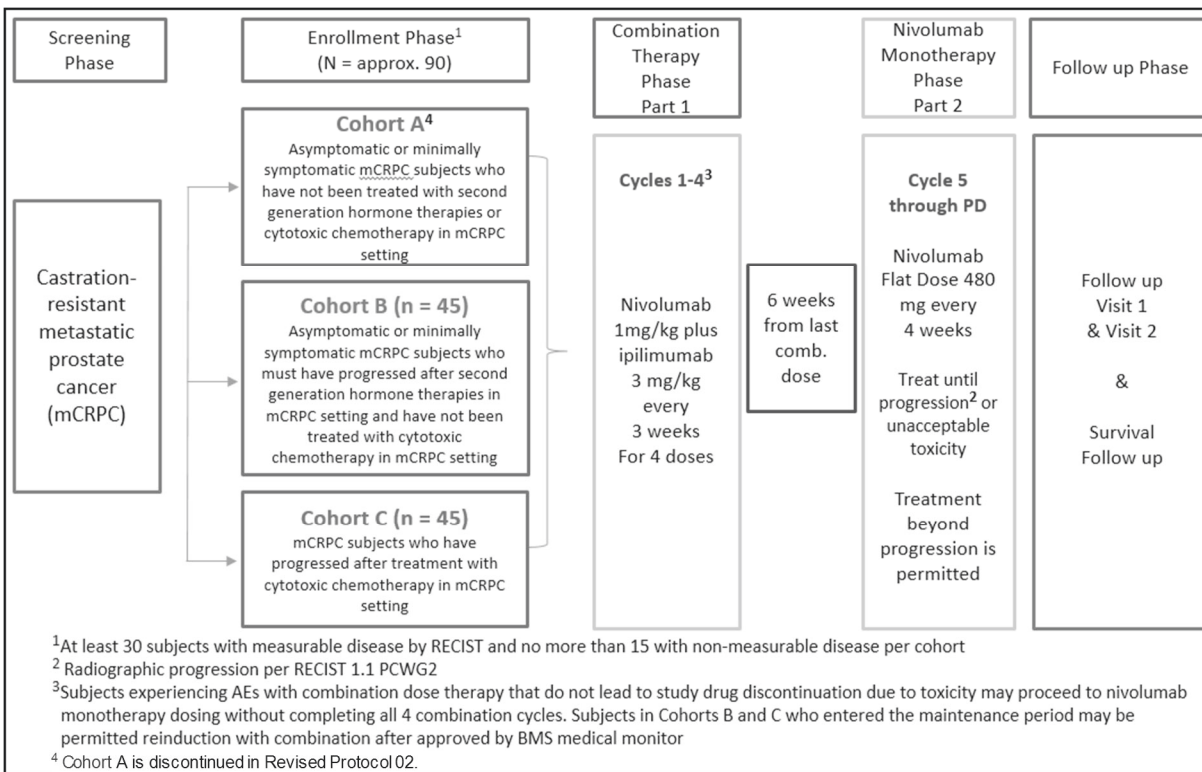 Screening
Phase
Enrollment Phase1
(N = approx. 90)
Combination
Therapy
Phase
Part 1
Nivolumab
Monotherapy
Phase
Part 2
Follow up Phase
Castration-
resistant
metastatic
prostate
cancer
(mCRPC)
Cohort A4
Asymptomatic or minimally
symptomatic mCRPC subjects who
have not been treated with second
generation hormone therapies or
cytotoxic chemotherapy in mCRPC
setting
Cohort B (n = 45)
Asymptomatic or minimally
symptomatic mCRPC subjects who
must have progressed after second
generation hormone therapies in
mCRPC setting and have not been
treated with cytotoxic
chemotherapy in mCRPC setting
Cohort C (n = 45)
mCRPC subjects who have
progressed after treatment with
cytotoxic chemotherapy in mCRPC
setting
Cycles 1-43
Nivolumab
1mg/kg plus
ipilimumab
3 mg/kg
every
3 weeks
For 4 doses
6 weeks
from last
comb.
dose
Cycle 5
through PD
Nivolumab
Flat Dose 480
mg every
4 weeks
Treat until
progression2 or
unacceptable
toxicity
Treatment
beyond
progression is
permitted
Follow up
Visit 1
& Visit 2
&
Survival
Follow up
1At least 30 subjects with measurable disease by RECIST and no more than 15 with non-measurable disease per cohort
2 Radiographic progression per RECIST 1.1 PCWG2
3Subjects experiencing AEs with combination dose therapy that do not lead to study drug discontinuation due to toxicity may proceed to nivolumab
monotherapy dosing without completing all 4 combination cycles. Subjects in Cohorts B and C who entered the maintenance period may be
permitted reinduction with combination after approved by BMS medical monitor
4 Cohort A is discontinued in Revised Protocol 02.